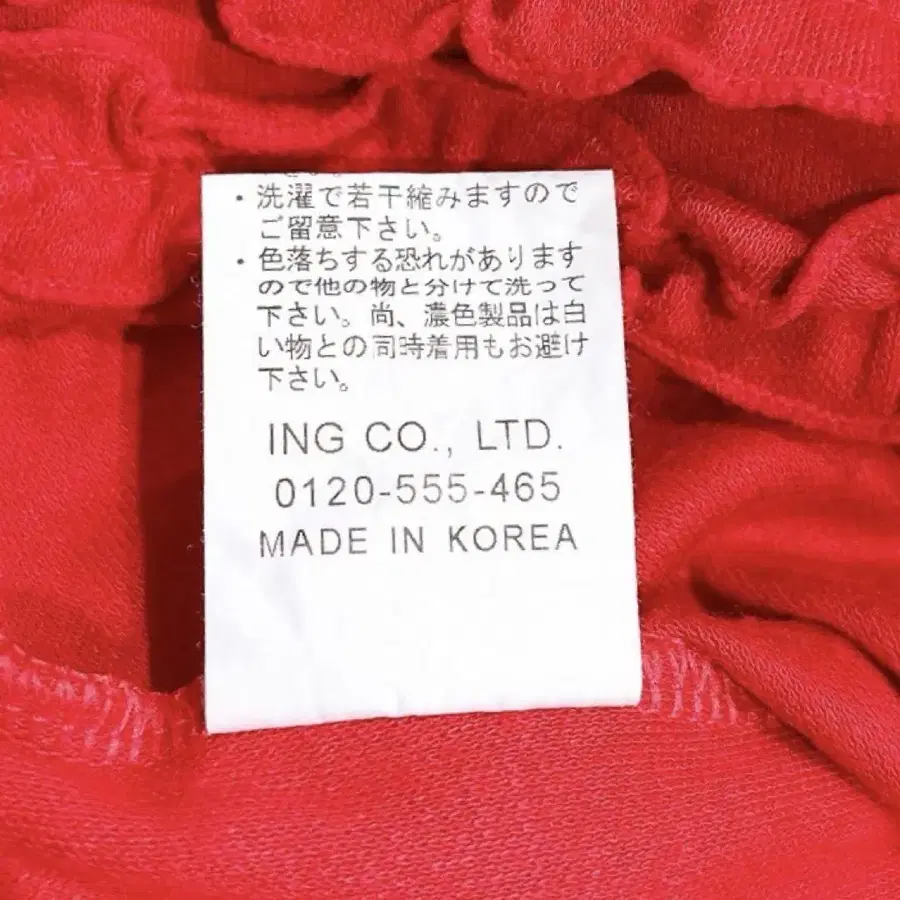 ・洗濯で若干縮みますので
ご留意下さい。
・色落ちする恐れがあります
ので他の物と分けて洗って
下さい。尚、濃色製品は白
い物との同時着用もお避け
下さい。
ING CO., LTD.
0120-555-465
MADE IN KOREA